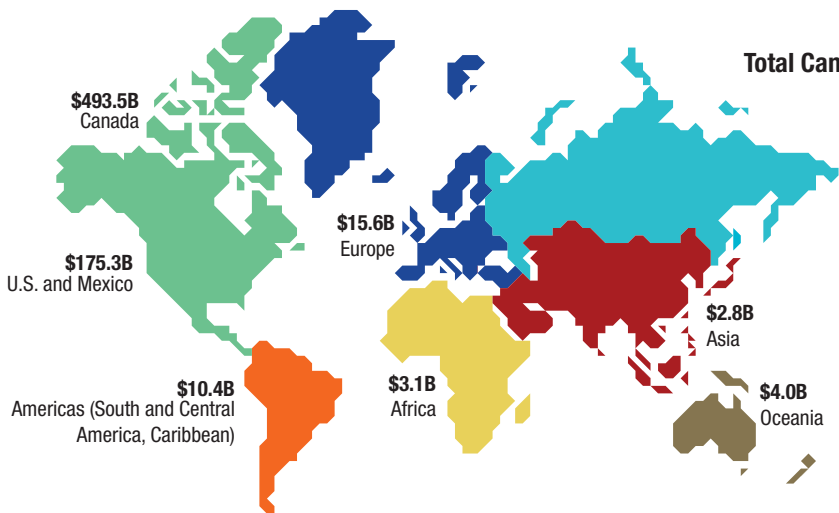 Total Can
$493.5B
Canada
$15.6B
Europe
$175.3B
U.S. and Mexico
$2.8B
Asia
$10.4B
Americas (South and Central
America, Caribbean)
$3.1B
Africa
$4.0B
Oceania